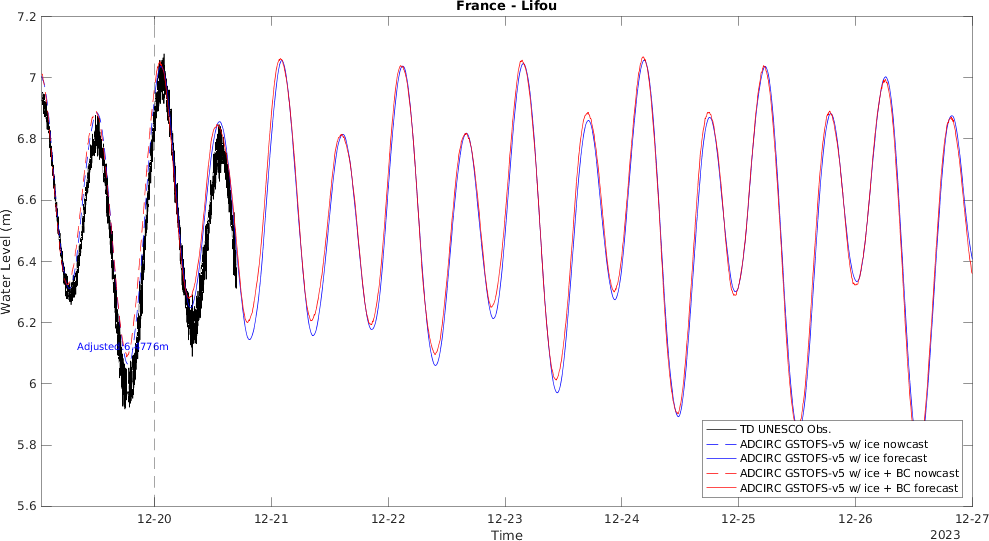 France - Lifou
7.2
7
6.8
6.6
6.4
6.2
6
5.8
5.6
Water Level (m)
Adjusted 776m
12-20
12-21
12-22
12-23
12-24
12-25
12-26
12-27
Time
2023
TD UNESCO Obs.
ADCIRC GSTOFS-v5 w/ ice nowcast
ADCIRC GSTOFS-v5 w/ ice forecast
ADCIRC GSTOFS-v5 w/ ice + BC nowcast
ADCIRC GSTOFS-v5 w/ ice + BC forecast